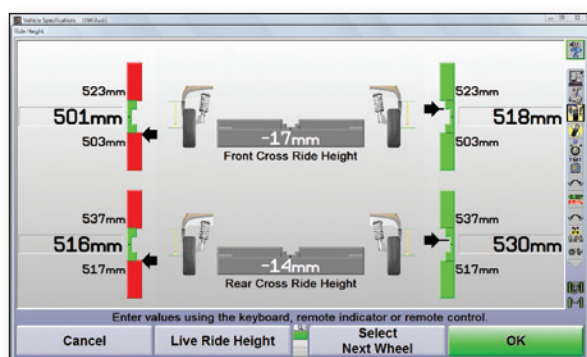 Vehicle Specifications
Ride Height
523mm
523mm
501mm
518mm
503mm
503mm
-17mm
Front Cross Ride Height
537mm
537mm
516mm
530mm
517mm
517mm
-14mm
Rear Cross Ride Height
Enter values using the keyboard, remote indicator or remote control.
Cancel
Live Ride Height
Select
Next Wheel
OK